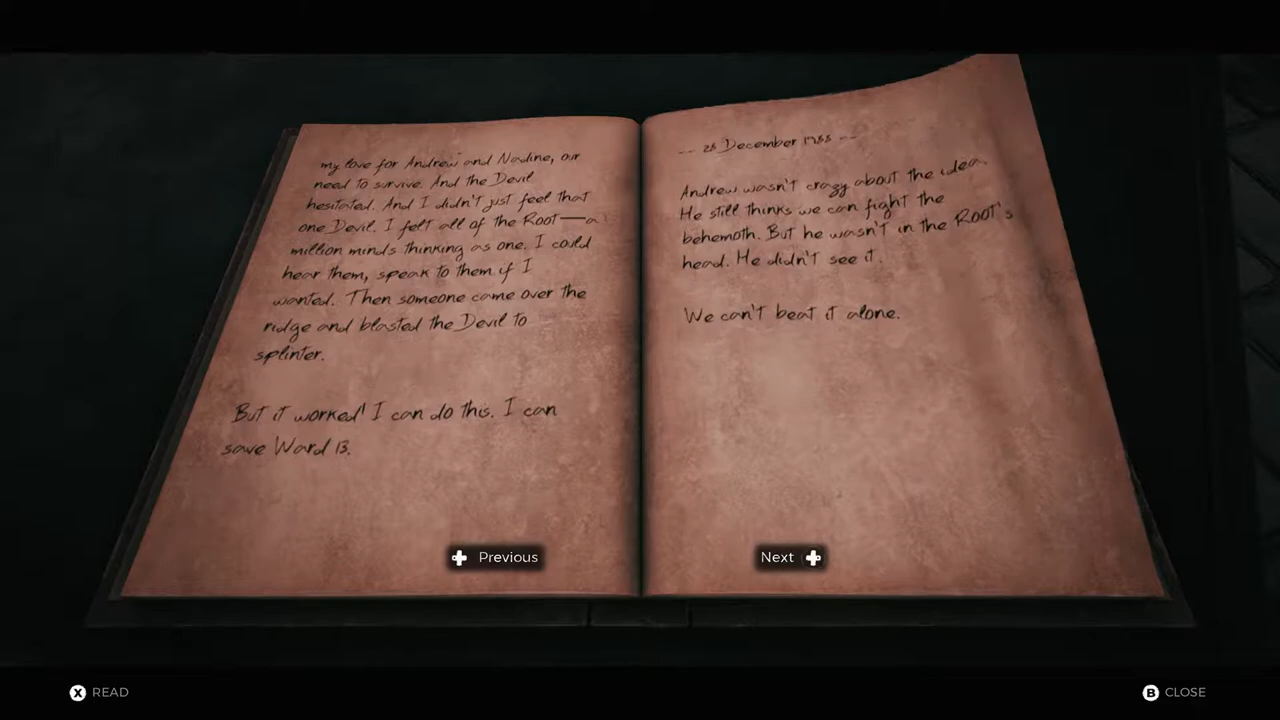 my love for Andrew and Nadine, our
need to survive. And the Devil
hesitated. And I didn't just feel that
one Devil. I felt all of the Root—a
million minds thinking as one. I could
hear them, speak to them if I
wanted. Then someone came over the
ridge and blasted the Devil to
splinter.
But it worked! I can do this. I can
save Ward 13.
-- 28 December 1988 --
Andrew wasn't crazy about the idea.
He still thinks we can fight the
behemoth. But he wasn't in the Root's
head. He didn't see it.
We can't beat it alone.
Previous
Next
X READ
B CLOSE